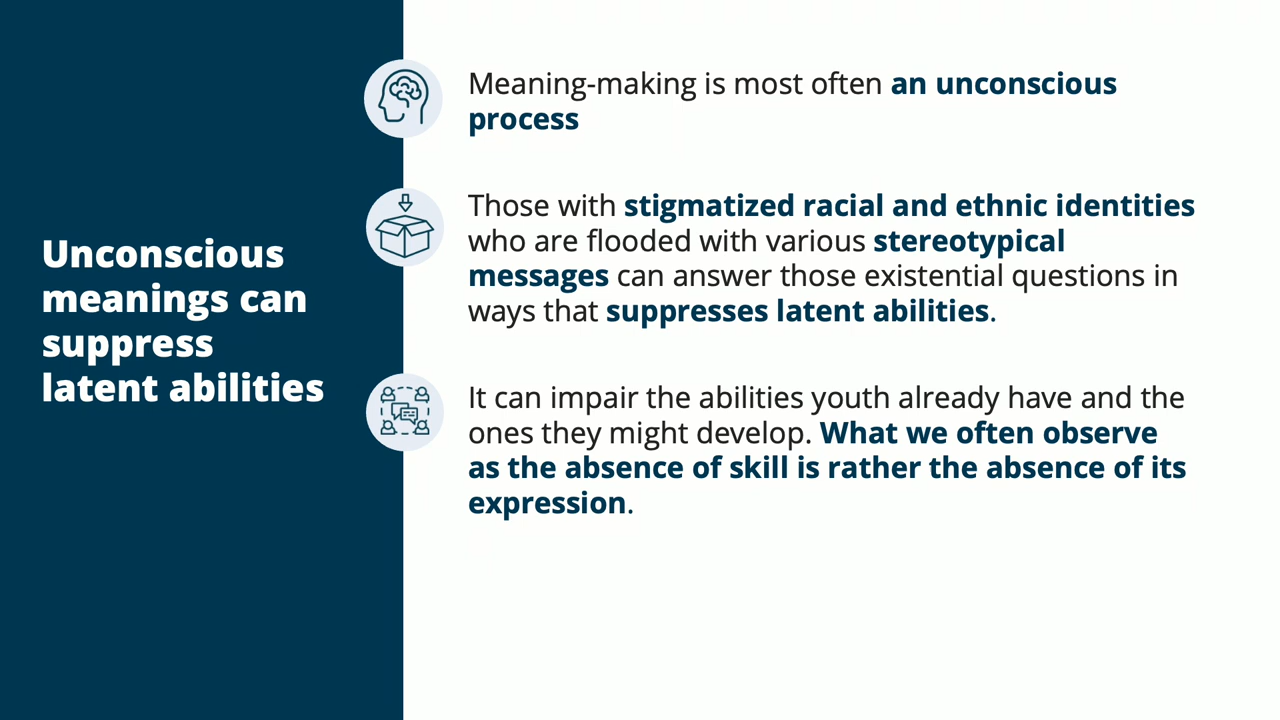 Unconscious
meanings can
suppress
latent abilities
Meaning-making is most often an unconscious
process
Those with stigmatized racial and ethnic identities
who are flooded with various stereotypical
messages can answer those existential questions in
ways that suppresses latent abilities.
It can impair the abilities youth already have and the
ones they might develop. What we often observe
as the absence of skill is rather the absence of its
expression.